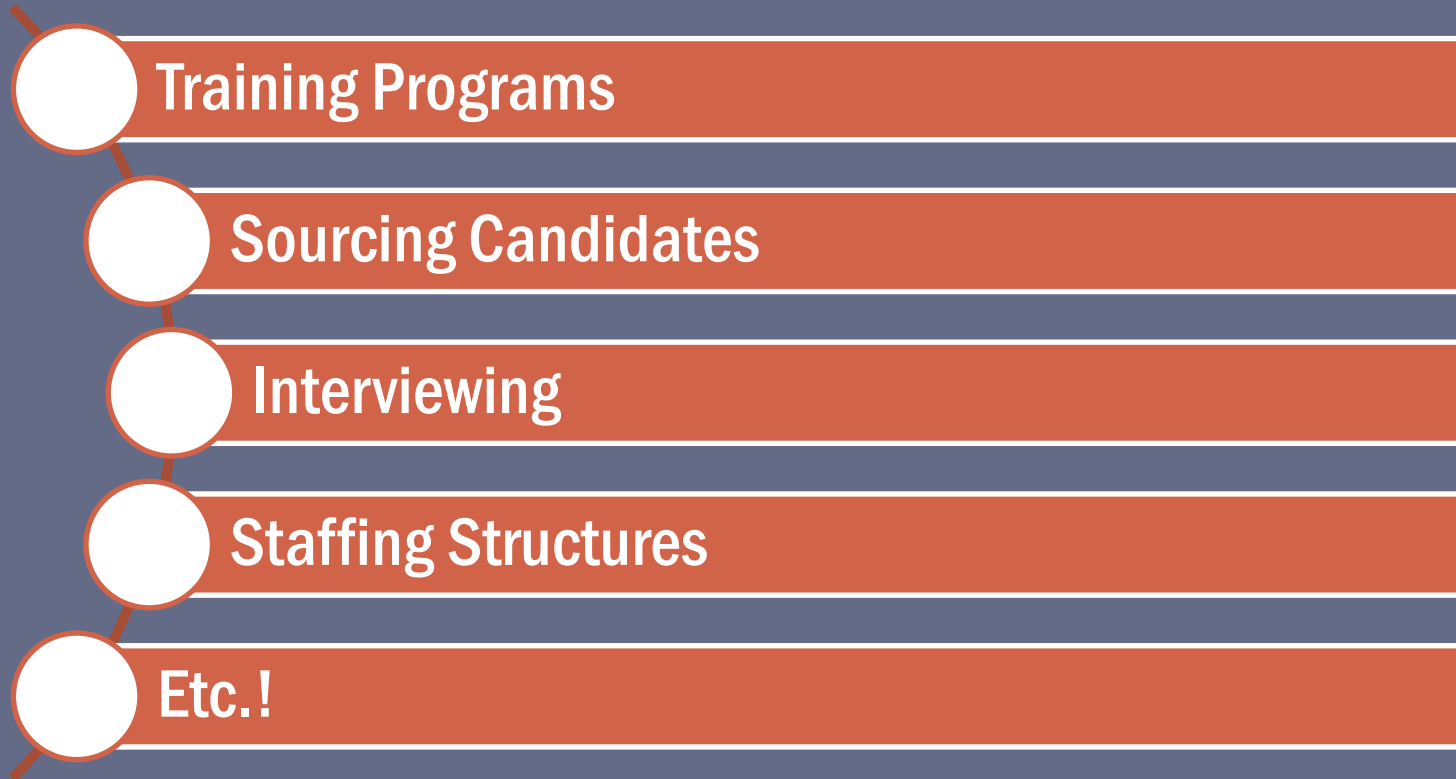 Training Programs
Sourcing Candidates
Interviewing
Staffing Structures
Etc.!